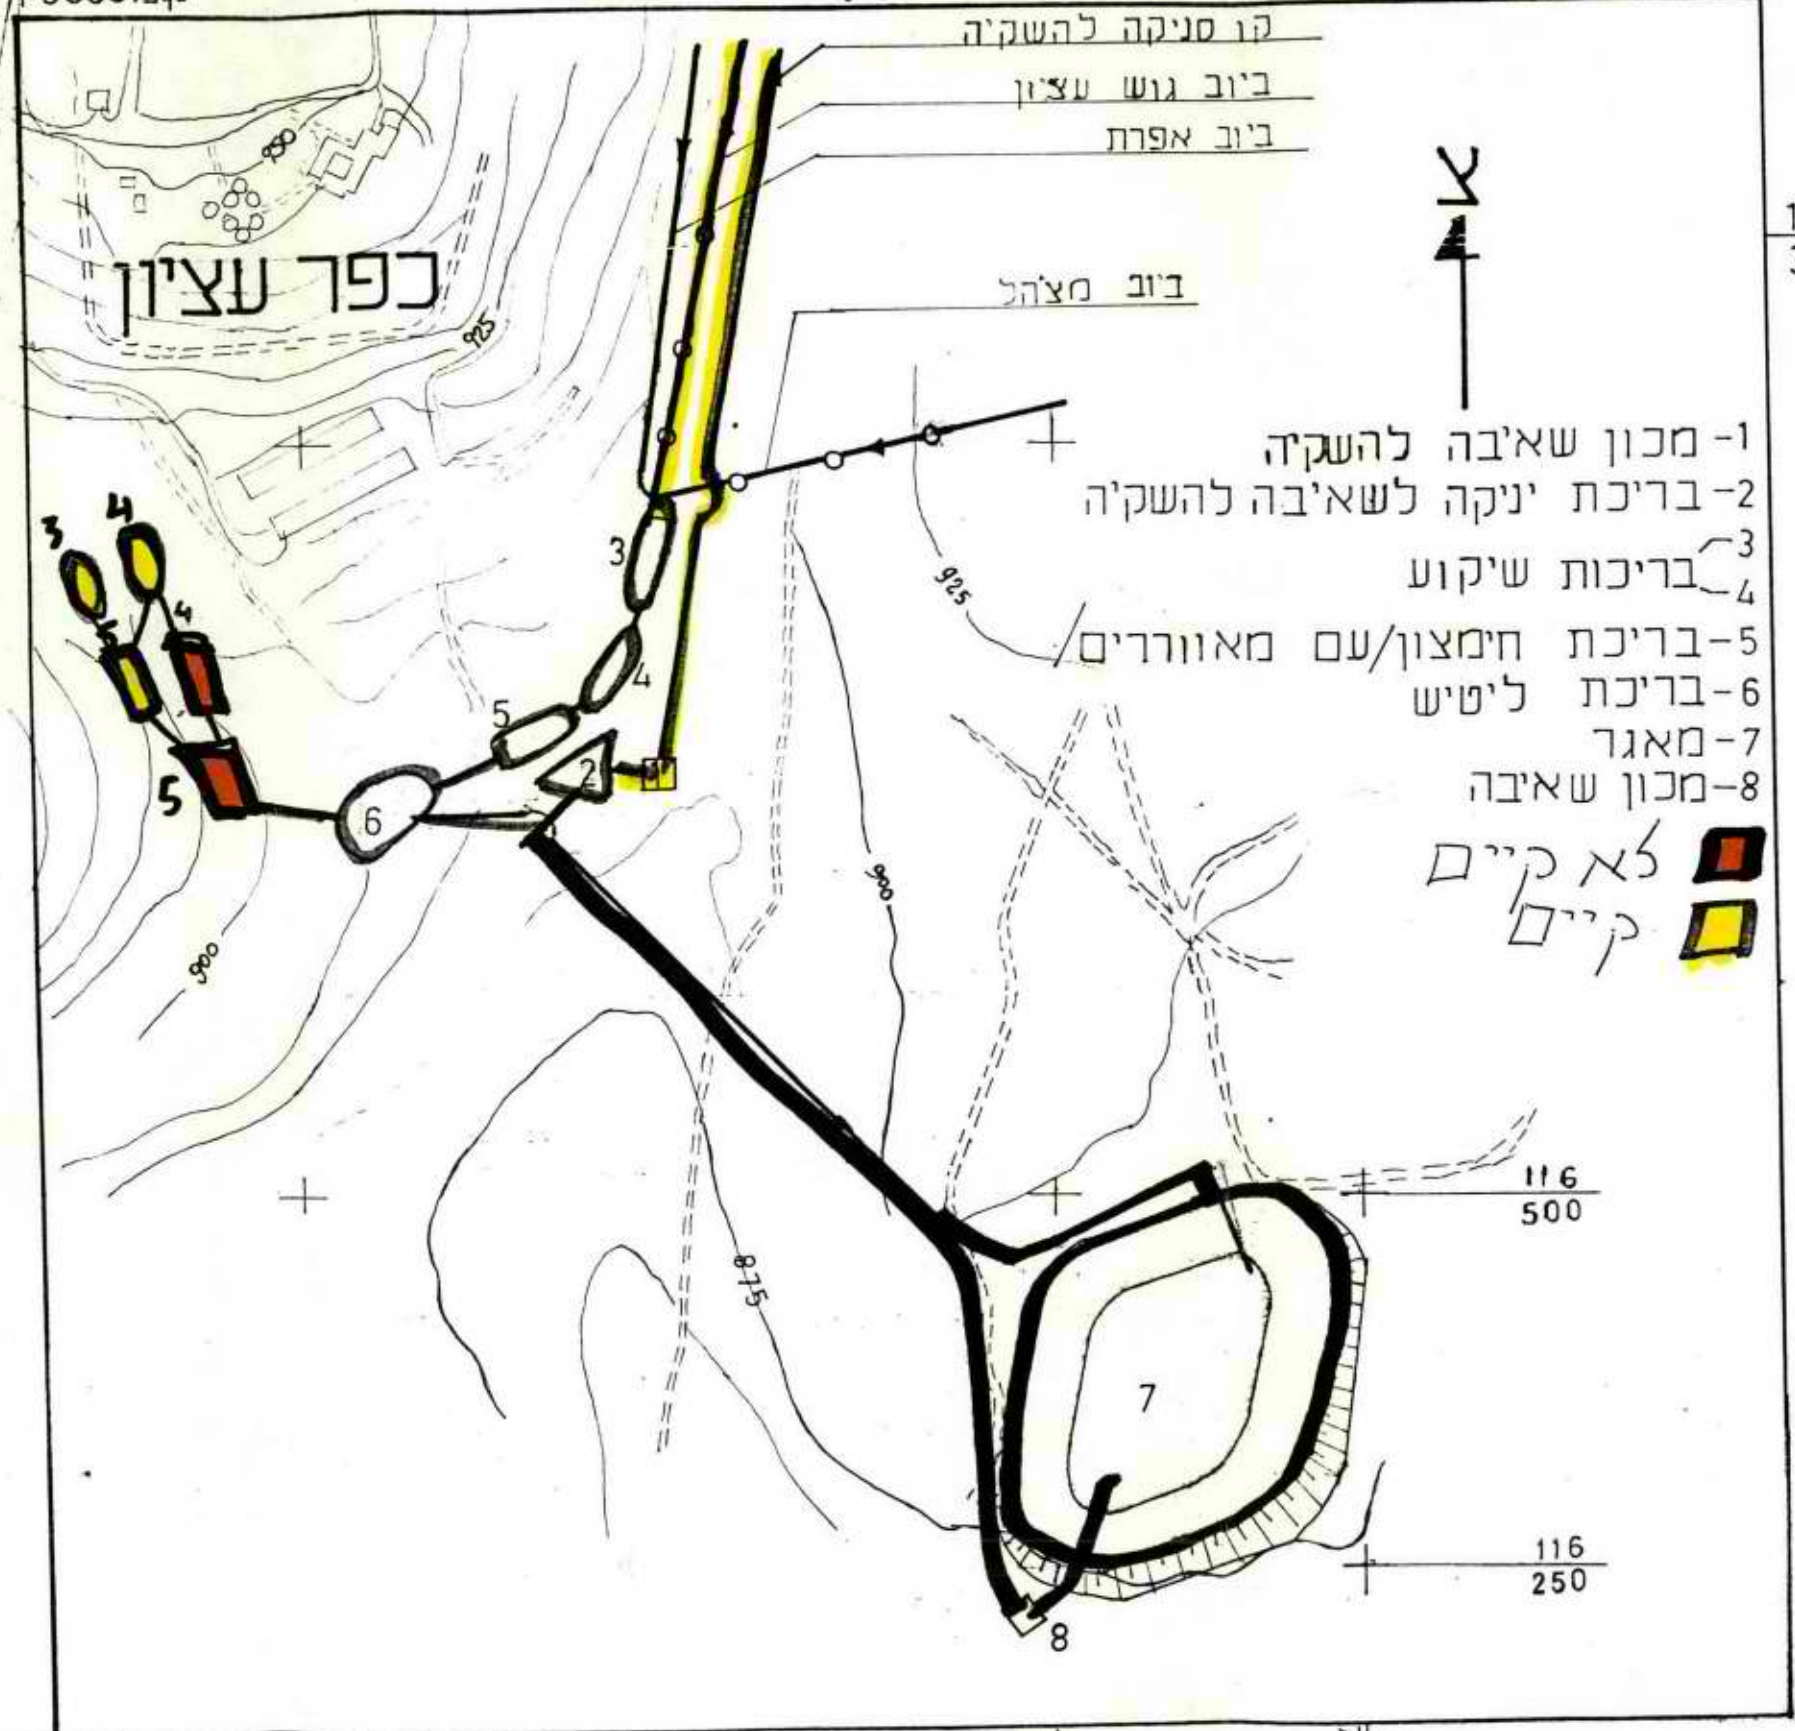 קו סניקה להשקיה
ביוב גוש עציון
ביוב אפרת
צ
950
כפר עציון
925
ביוב מצהל
1- מכון שאיבה להשקיה
2- בריכת יניקה לשאיבה להשקיה
3
בריכות שיקוע
4
5- בריכת חימצון/עם מאווררים/
6- בריכת ליטיש
7- מאגר
8- מכון שאיבה
לא קיים
קיים
3
4
4
5
3
4
5
2
6
925
900
900
875
116
500
7
116
250
8